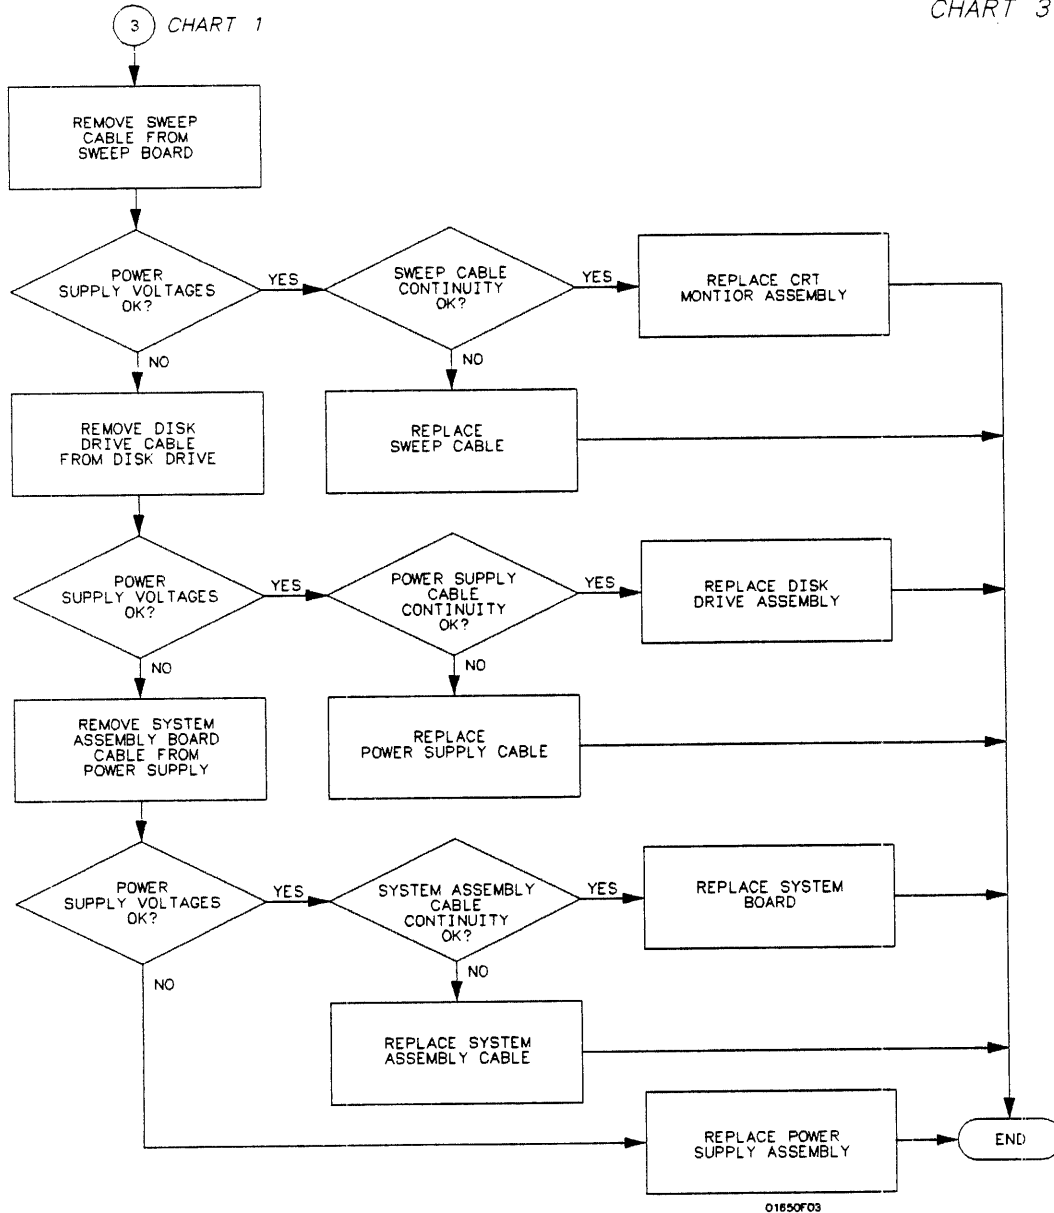 3 CHART 1
CHART 3
REMOVE SWEEP
CABLE FROM
SWEEP BOARD
POWER
SUPPLY VOLTAGES
OK?
YES
SWEEP CABLE
CONTINUITY
OK?
YES
REPLACE CRT
MONTIOR ASSEMBLY
NO
NO
REMOVE DISK
DRIVE CABLE
FROM DISK DRIVE
REPLACE
SWEEP CABLE
POWER
SUPPLY VOLTAGES
OK?
YES
POWER SUPPLY
CABLE
CONTINUITY
OK?
YES
REPLACE DISK
DRIVE ASSEMBLY
NO
NO
REMOVE SYSTEM
ASSEMBLY BOARD
CABLE FROM
POWER SUPPLY
REPLACE
POWER SUPPLY CABLE
POWER
SUPPLY VOLTAGES
OK?
YES
SYSTEM ASSEMBLY
CABLE
CONTINUITY
OK?
YES
REPLACE SYSTEM
BOARD
NO
NO
REPLACE SYSTEM
ASSEMBLY CABLE
REPLACE POWER
SUPPLY ASSEMBLY
END
01650F03